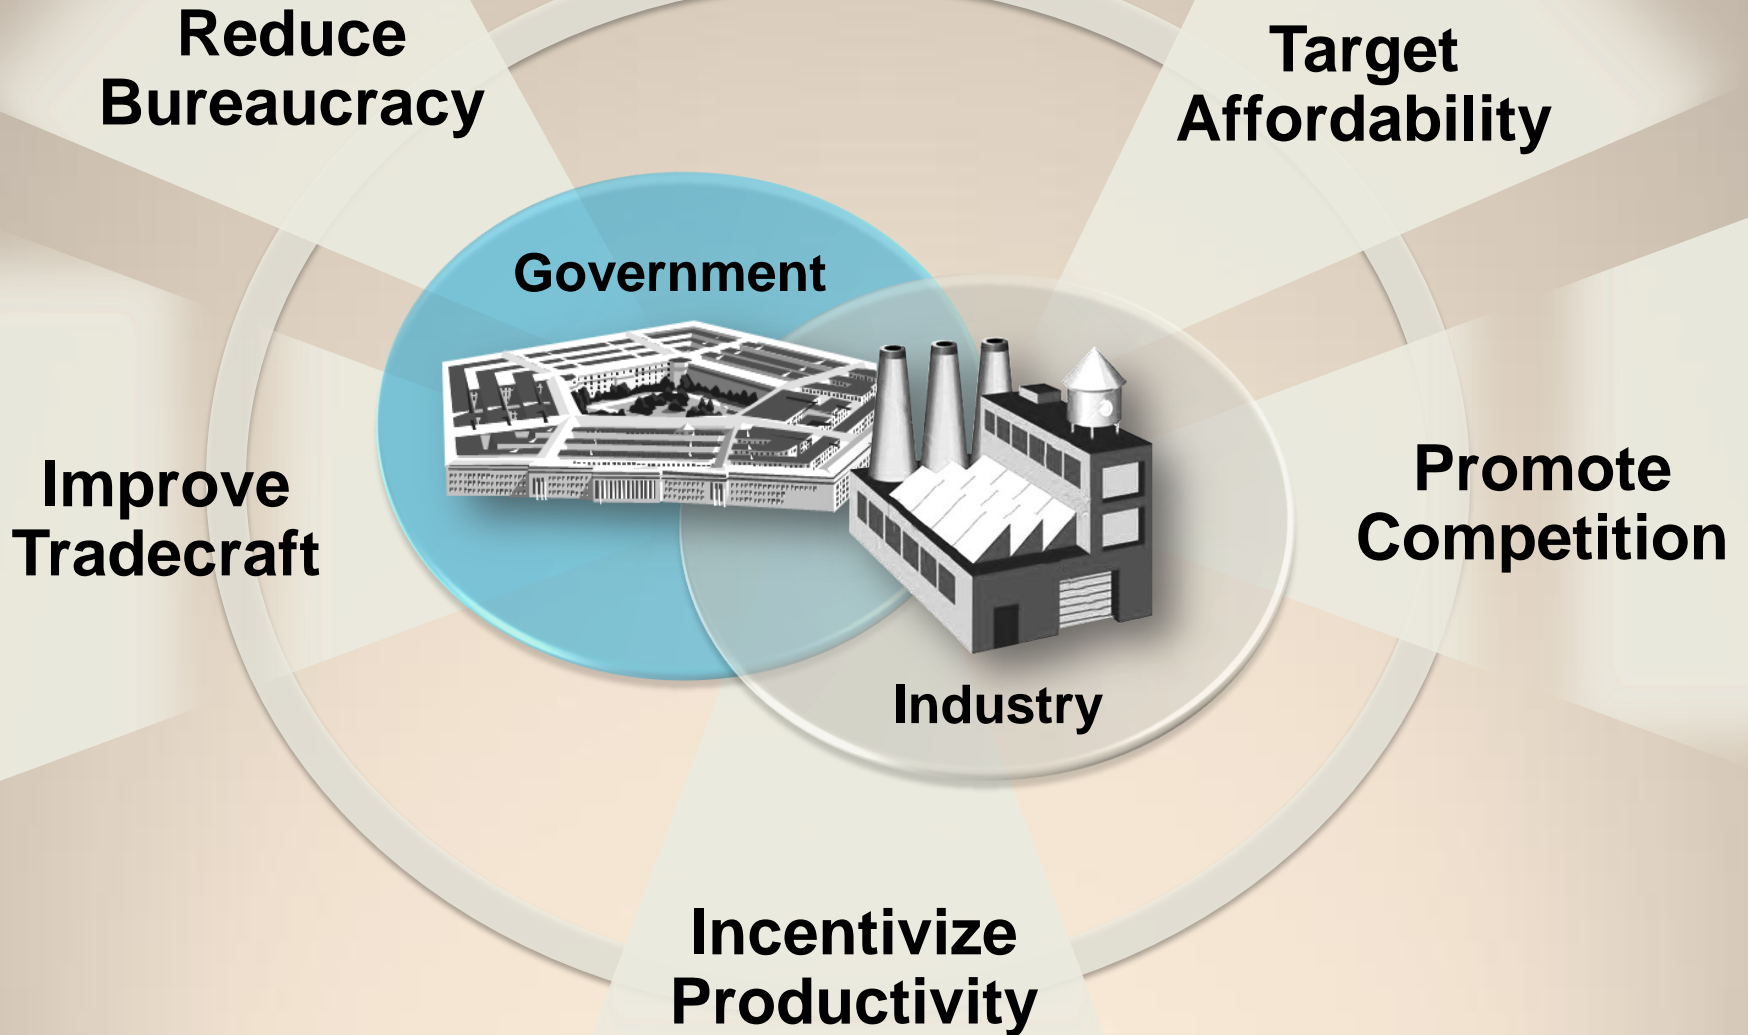 Reduce
Bureaucracy
Target
Affordability
Government
Improve
Tradecraft
Promote
Competition
Industry
Incentivize
Productivity